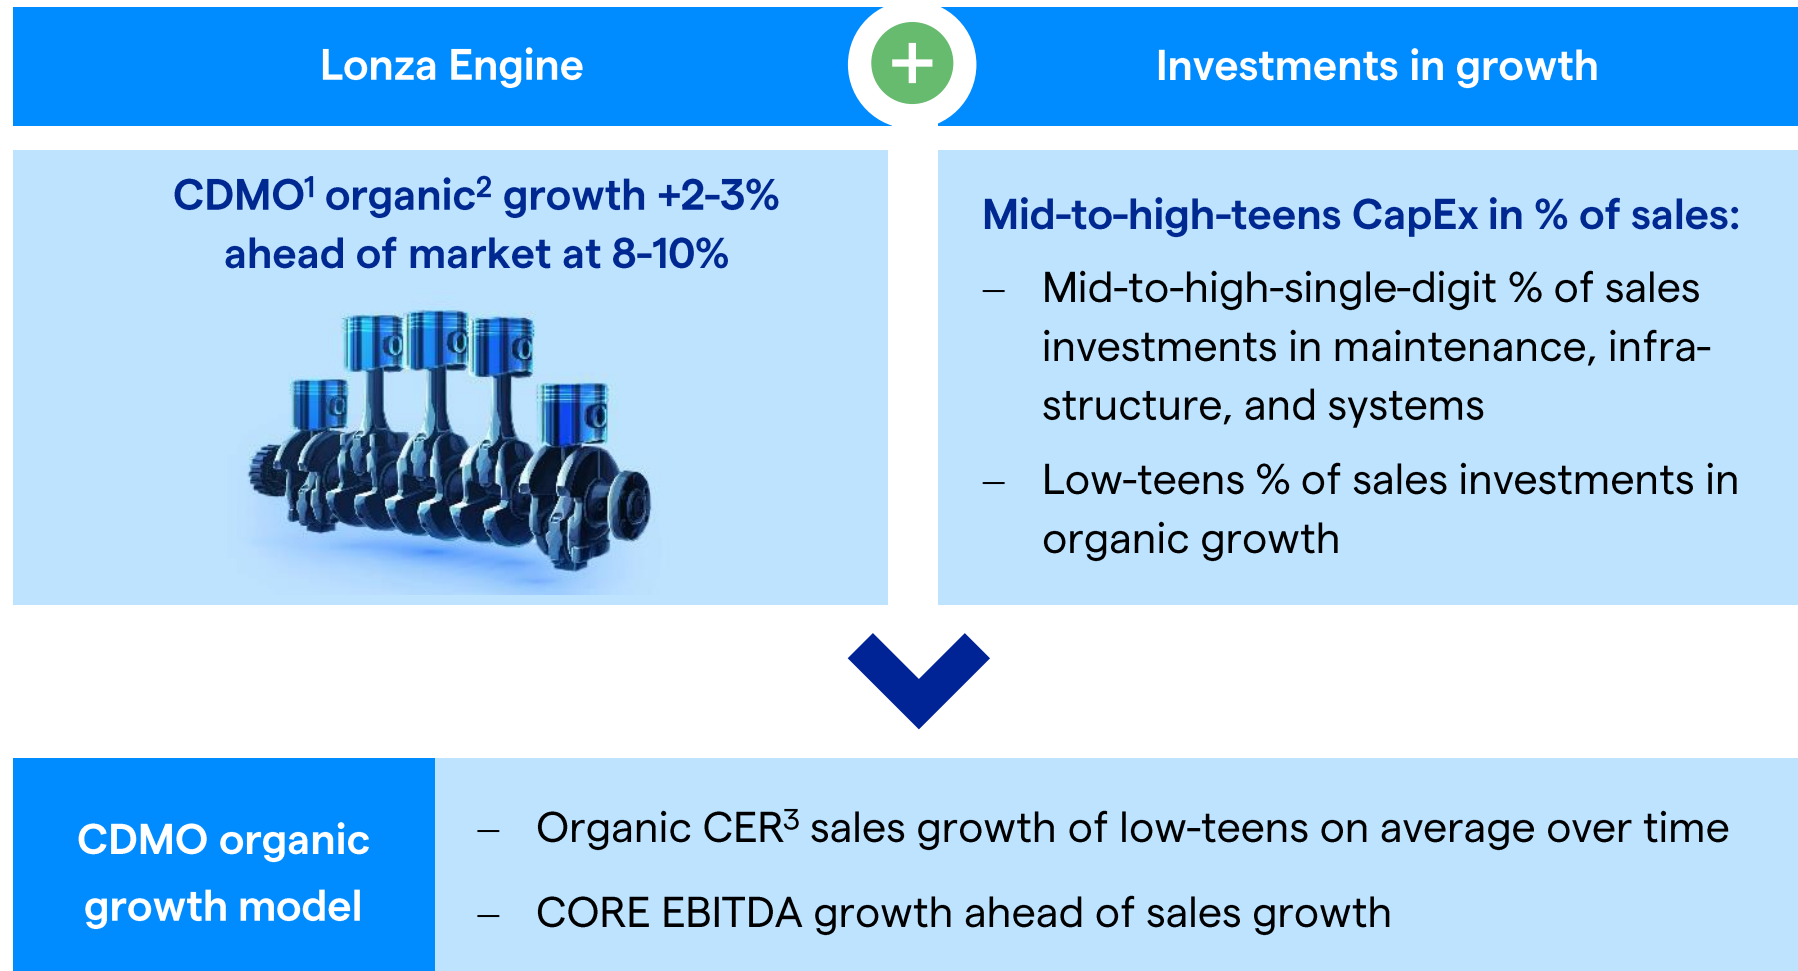 Lonza Engine
+
Investments in growth
CDMO¹ organic² growth +2-3%
ahead of market at 8-10%
Mid-to-high-teens CapEx in % of sales:
– Mid-to-high-single-digit % of sales
investments in maintenance, infra-
structure, and systems
– Low-teens % of sales investments in
organic growth
CDMO organic
growth model
– Organic CER³ sales growth of low-teens on average over time
– CORE EBITDA growth ahead of sales growth